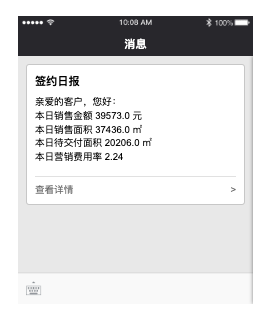 10:08 AM
100%
消息
签约日报
亲爱的客户，您好：
本日销售金额 39573.0 元
本日销售面积 37436.0 ㎡
本日待交付面积 20206.0 ㎡
本日营销费用率 2.24
查看详情 >